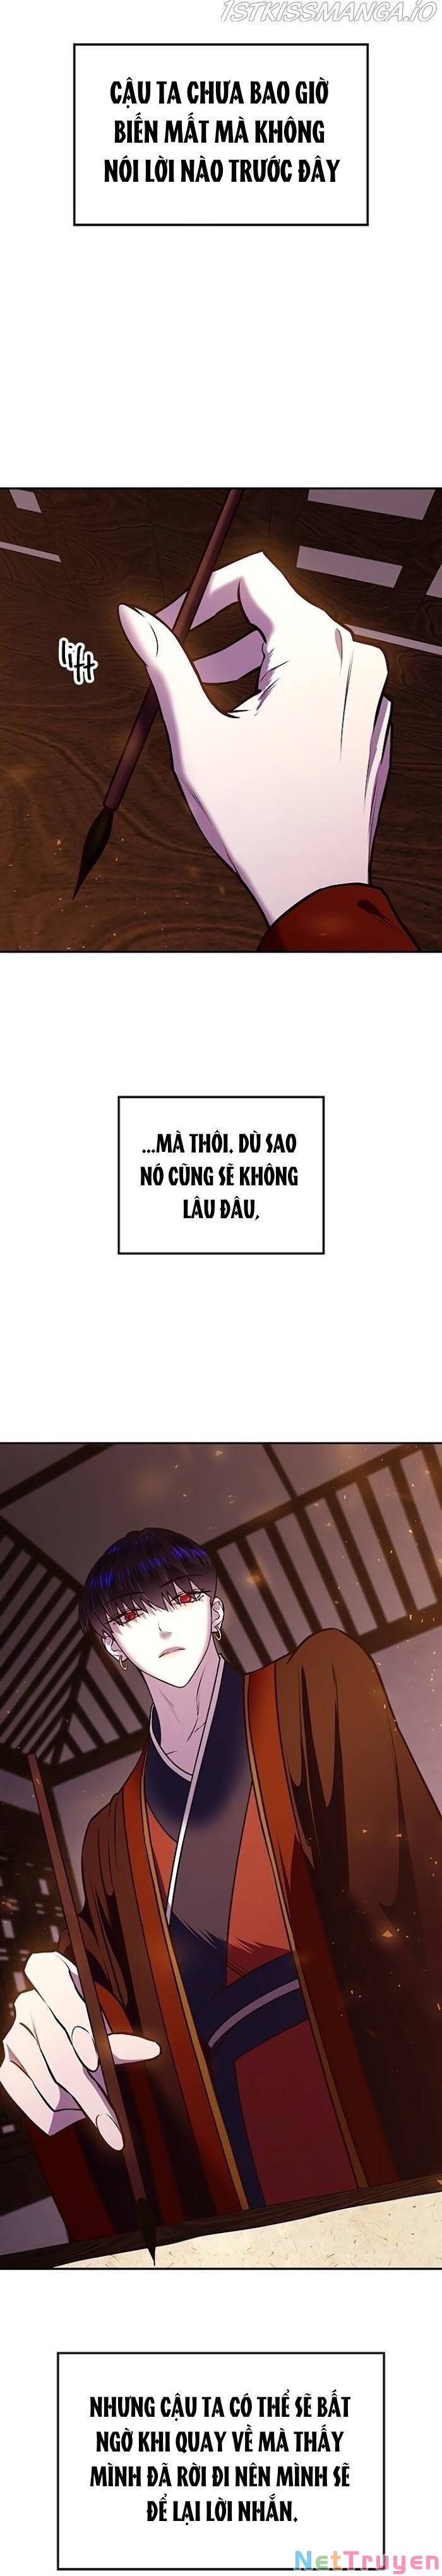 1STKISSMANGA.IO
CẬU TA CHƯA BAO GIỜ
BIẾN MẤT MÀ KHÔNG
NÓI LỜI NÀO TRƯỚC ĐÂY
lift
...MÀ THÔI. DÙ SAO
NÓ CŨNG SẼ KHÔNG
LÂU ĐÂU.
NHƯNG CẬU TA CÓ THỂ SẼ BẤT
NGỜ KHI QUAY VỀ MÀ THẤY
MÌNH ĐÃ RỜI ĐI NÊN MÌNH SẼ
ĐỂ LẠI LỜI NHẮN.
NetTruyen